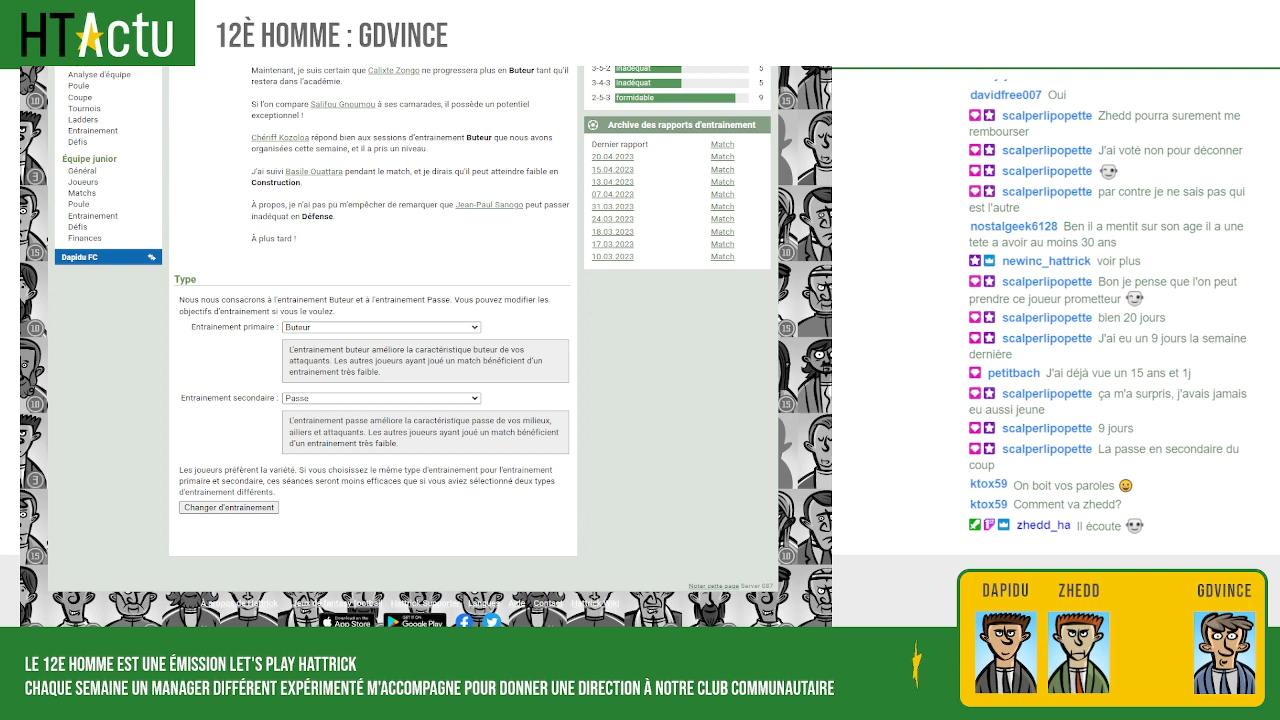 HTActu
12È HOMME : GDVINCE
Analyse d'équipe
Poule
Coupe
Tournois
Ladders
Entrainement
Défis
Équipe junior
Général
Joueurs
Matchs
Poule
Entrainement
Défis
Finances
Dapidu FC
Maintenant, je suis certain que Calixte Zongo ne progressera plus en Buteur tant qu'il
restera dans l'académie.
Si l'on compare Salifou Gnoumou à ses camarades, il possède un potentiel
exceptionnel !
Chériff Kozoloa répond bien aux sessions d'entrainement Buteur que nous avons
organisées cette semaine, et il a pris un niveau.
J'ai suivi Basile Ouattara pendant le match, et je dirais qu'il peut atteindre faible en
Construction.
À propos, je n'ai pas pu m'empêcher de remarquer que Jean-Paul Sanogo peut passer
inadéquat en Défense.
À plus tard !
Type
Nous nous consacrons à l'entrainement Buteur et à l'entrainement Passe. Vous pouvez modifier les
objectifs d'entrainement si vous le voulez.
Entrainement primaire : Buteur
L'entrainement buteur améliore la caractéristique buteur de vos
attaquants. Les autres joueurs ayant joué un match bénéficient d'un
entrainement très faible.
Entrainement secondaire : Passe
L'entrainement passe améliore la caractéristique passe de vos milieux,
ailiers et attaquants. Les autres joueurs ayant joué un match bénéficient
d'un entrainement très faible.
Les joueurs préfèrent la variété. Si vous choisissez le même type d'entrainement pour l'entrainement
primaire et secondaire, ces séances seront moins efficaces que si vous aviez sélectionné deux types
d'entrainement différents.
Changer d'entrainement
3-5-2 inadéquat 5
3-4-3 inadéquat 5
2-5-3 formidable 9
Archive des rapports d'entrainement
Dernier rapport Match
20.04.2023 Match
15.04.2023 Match
13.04.2023 Match
07.04.2023 Match
31.03.2023 Match
24.03.2023 Match
18.03.2023 Match
17.03.2023 Match
10.03.2023 Match
Noter cette page Server 087
Langues Aide Contact
Download on the
App Store
GET IT ON
Google Play
davidfree007 Oui
scalperlipopette Zhedd pourra surement me
rembourser
scalperlipopette J'ai voté non pour déconner
scalperlipopette
scalperlipopette par contre je ne sais pas qui
est l'autre
nostalgeek6128 Ben il a mentit sur son age il a une
tete a avoir au moins 30 ans
newinc_hattrick voir plus
scalperlipopette Bon je pense que l'on peut
prendre ce joueur prometteur
scalperlipopette bien 20 jours
scalperlipopette J'ai eu un 9 jours la semaine
derniére
petitbach J'ai déjà vue un 15 ans et 1j
scalperlipopette ça m'a surpris, j'avais jamais
eu aussi jeune
scalperlipopette 9 jours
scalperlipopette La passe en secondaire du
coup
ktox59 On boit vos paroles
ktox59 Comment va zhedd?
zhedd_ha Il écoute
DAPIDU ZHEDD GDVINCE
LE 12E HOMME EST UNE ÉMISSION LET'S PLAY HATTRICK
CHAQUE SEMAINE UN MANAGER DIFFÉRENT EXPÉRIMENTÉ M'ACCOMPAGNE POUR DONNER UNE DIRECTION À NOTRE CLUB COMMUNAUTAIRE